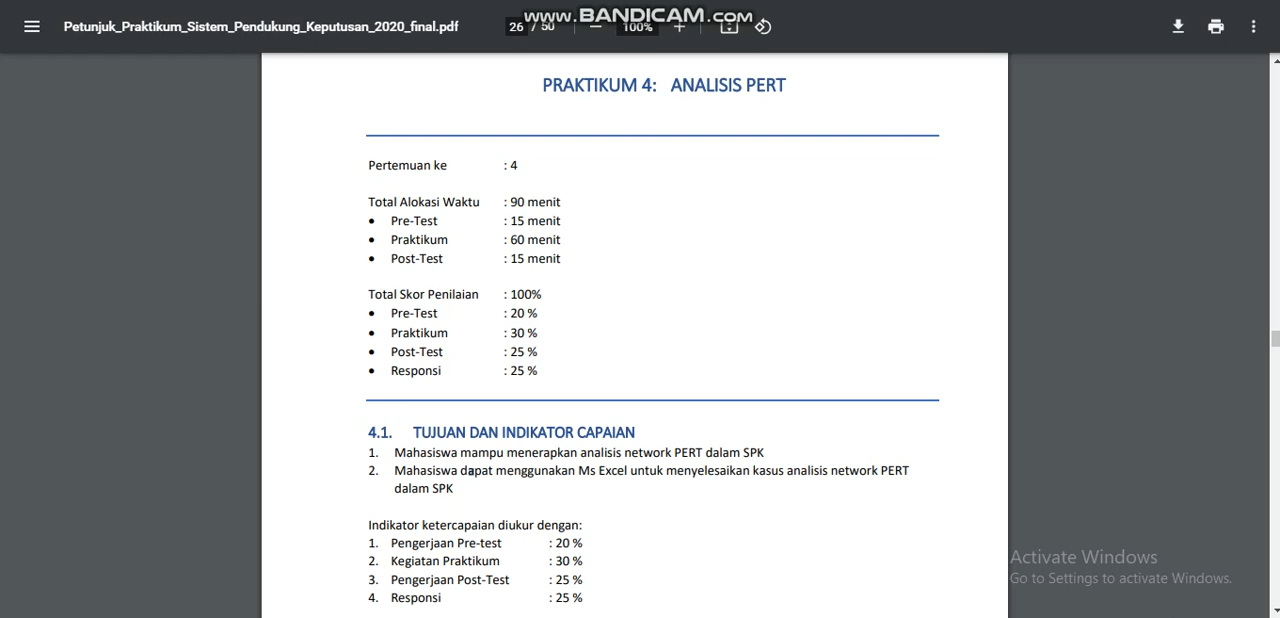 www.BANDICAM.com
Petunjuk_Praktikum_Sistem_Pendukung_Keputusan_2020_final.pdf 26 / 50 — 100% +
PRAKTIKUM 4: ANALISIS PERT
Pertemuan ke : 4
Total Alokasi Waktu : 90 menit
• Pre-Test : 15 menit
• Praktikum : 60 menit
• Post-Test : 15 menit
Total Skor Penilaian : 100%
• Pre-Test : 20 %
• Praktikum : 30 %
• Post-Test : 25 %
• Responsi : 25 %
4.1. TUJUAN DAN INDIKATOR CAPAIAN
1. Mahasiswa mampu menerapkan analisis network PERT dalam SPK
2. Mahasiswa dapat menggunakan Ms Excel untuk menyelesaikan kasus analisis network PERT
dalam SPK
Indikator ketercapaian diukur dengan:
1. Pengerjaan Pre-test : 20 %
2. Kegiatan Praktikum : 30 %
3. Pengerjaan Post-Test : 25 %
4. Responsi : 25 %
Activate Windows
Go to Settings to activate Windows.